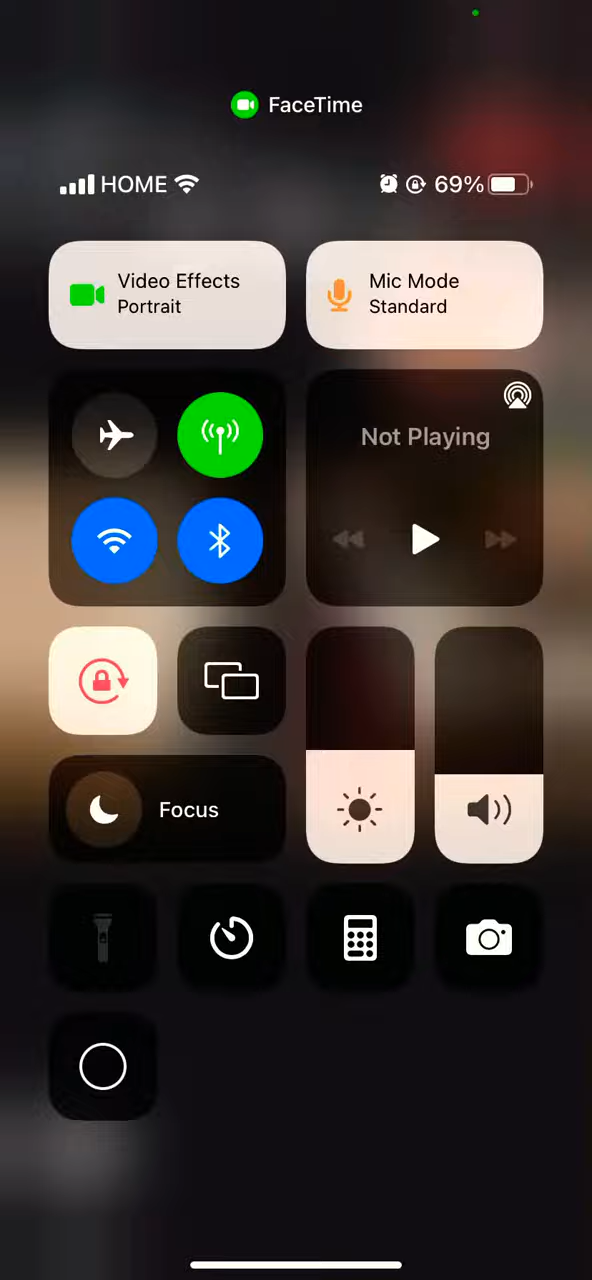 FaceTime
HOME 69%
Video Effects
Portrait
Mic Mode
Standard
Not Playing
Focus